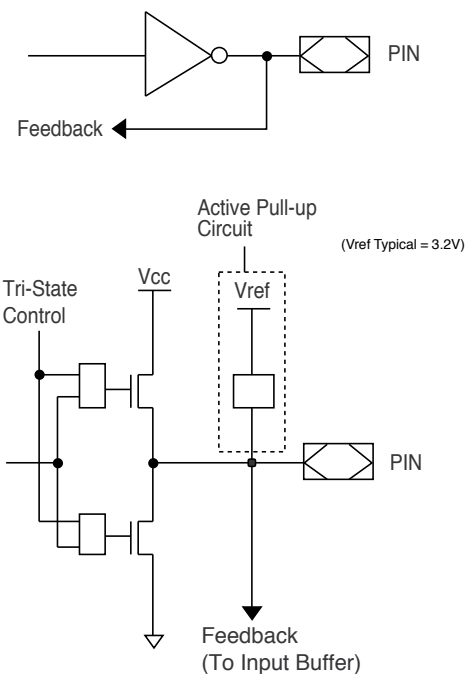 PIN
Feedback
Active Pull-up
Circuit
(Vref Typical = 3.2V)
Tri-State
Control
Vcc
Vref
PIN
Feedback
(To Input Buffer)